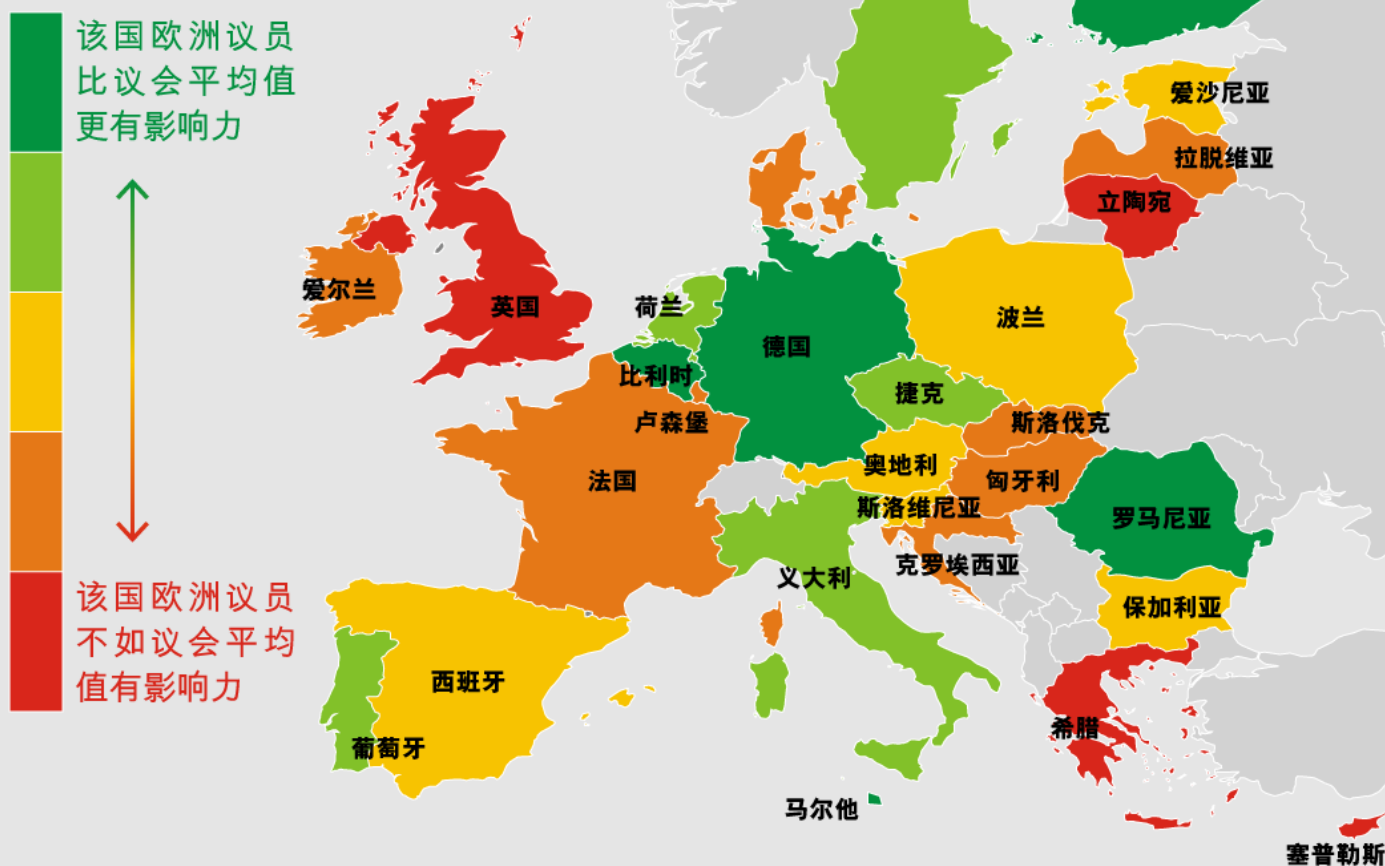 该国欧洲议员
比议会平均值
更有影响力
该国欧洲议员
不如议会平均
值有影响力
爱沙尼亚
拉脱维亚
立陶宛
爱尔兰
英国
荷兰
德国
波兰
比利时
捷克
卢森堡
斯洛伐克
法国
奥地利
匈牙利
斯洛维尼亚
罗马尼亚
克罗埃西亚
义大利
保加利亚
西班牙
葡萄牙
希腊
马尔他
塞普勒斯